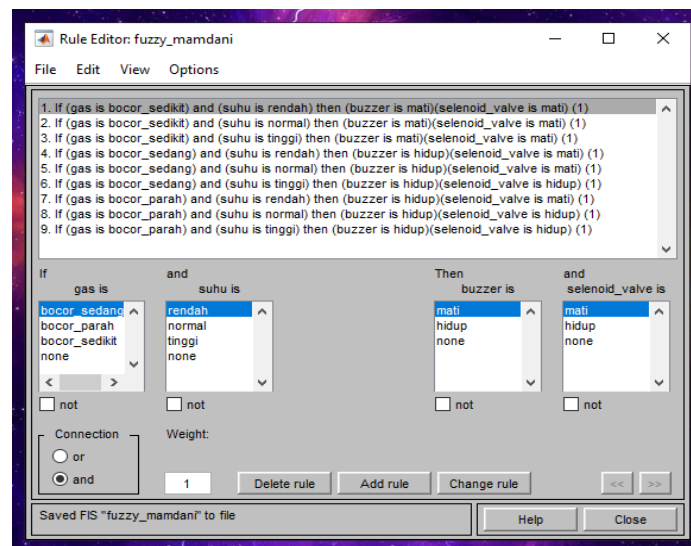 Rule Editor: fuzzy_mamdani
File Edit View Options
1. If (gas is bocor_sedikit) and (suhu is rendah) then (buzzer is mati)(selenoid_valve is mati) (1)
2. If (gas is bocor_sedikit) and (suhu is normal) then (buzzer is mati)(selenoid_valve is mati) (1)
3. If (gas is bocor_sedikit) and (suhu is tinggi) then (buzzer is mati)(selenoid_valve is mati) (1)
4. If (gas is bocor_sedang) and (suhu is rendah) then (buzzer is hidup)(selenoid_valve is mati) (1)
5. If (gas is bocor_sedang) and (suhu is normal) then (buzzer is hidup)(selenoid_valve is mati) (1)
6. If (gas is bocor_sedang) and (suhu is tinggi) then (buzzer is hidup)(selenoid_valve is hidup) (1)
7. If (gas is bocor_parah) and (suhu is rendah) then (buzzer is hidup)(selenoid_valve is mati) (1)
8. If (gas is bocor_parah) and (suhu is normal) then (buzzer is hidup)(selenoid_valve is hidup) (1)
9. If (gas is bocor_parah) and (suhu is tinggi) then (buzzer is hidup)(selenoid_valve is hidup) (1)
If and Then and
gas is suhu is buzzer is selenoid_valve is
bocor_sedang rendah mati mati
bocor_parah normal hidup hidup
bocor_sedikit tinggi none none
none none
not not not not
Connection Weight:
or
and 1 Delete rule Add rule Change rule << >>
Saved FIS "fuzzy_mamdani" to file Help Close